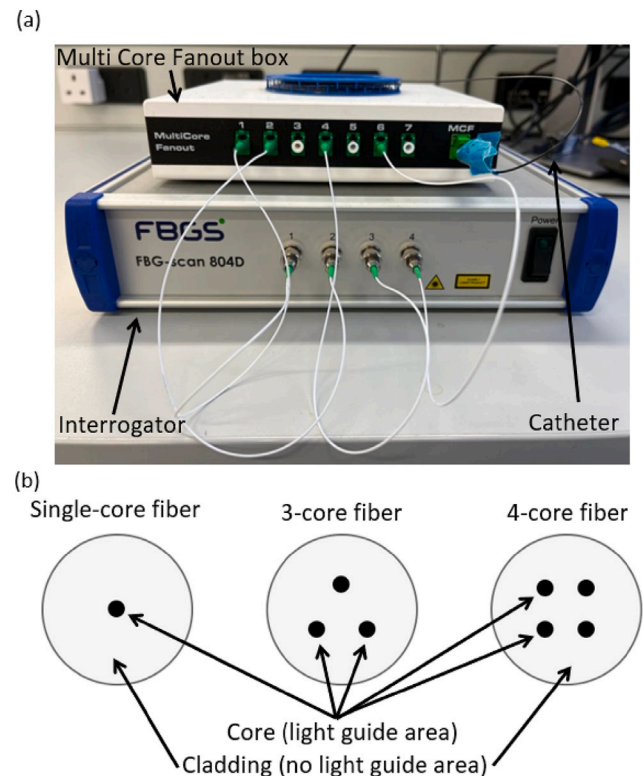 (a)
Multi Core Fanout box
1 2 3 4 5 6 7 MCF
MultiCore
Fanout
FBGS
FBG-scan 804D
1 2 3 4
Power
Interrogator
Catheter
(b)
Single-core fiber 3-core fiber 4-core fiber
Core (light guide area)
Cladding (no light guide area)